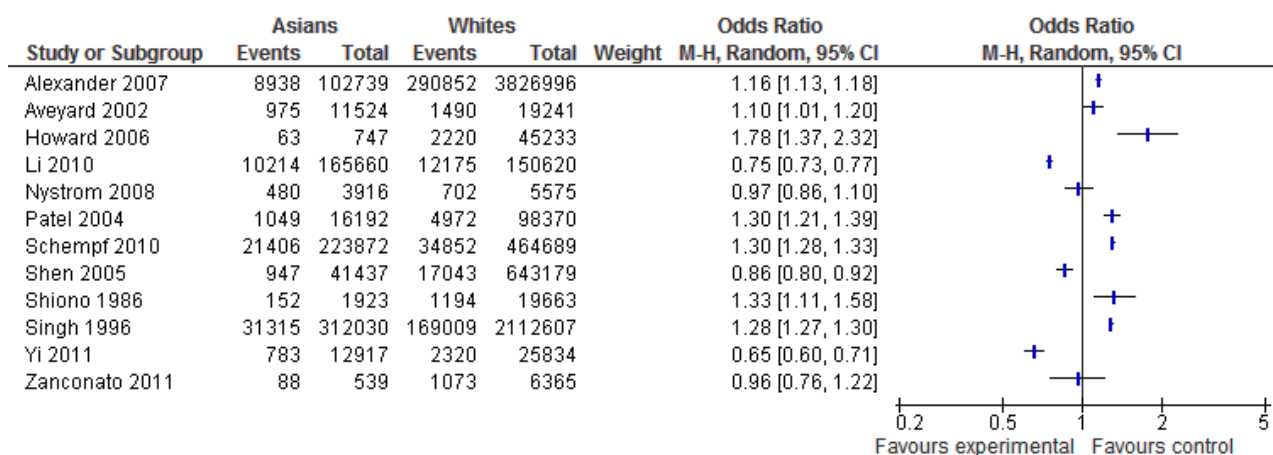 Asians Whites Odds Ratio Odds Ratio
Study or Subgroup Events Total Events Total Weight M-H, Random, 95% CI M-H, Random, 95% CI
Alexander 2007 8938 102739 290852 3826996 1.16 [1.13, 1.18]
Aveyard 2002 975 11524 1490 19241 1.10 [1.01, 1.20]
Howard 2006 63 747 2220 45233 1.78 [1.37, 2.32]
Li 2010 10214 165660 12175 150620 0.75 [0.73, 0.77]
Nystrom 2008 480 3916 702 5575 0.97 [0.86, 1.10]
Patel 2004 1049 16192 4972 98370 1.30 [1.21, 1.39]
Schempf 2010 21406 223872 34852 464689 1.30 [1.28, 1.33]
Shen 2005 947 41437 17043 643179 0.86 [0.80, 0.92]
Shiono 1986 152 1923 1194 19663 1.33 [1.11, 1.58]
Singh 1996 31315 312030 169009 2112607 1.28 [1.27, 1.30]
Yi 2011 783 12917 2320 25834 0.65 [0.60, 0.71]
Zanconato 2011 88 539 1073 6365 0.96 [0.76, 1.22]
0.2 0.5 1 2 5
Favours experimental Favours control